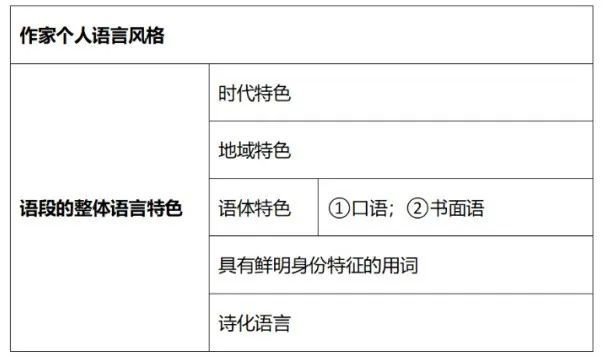 作家个人语言风格
时代特色
地域特色
语段的整体语言特色
语体特色
①口语；②书面语
具有鲜明身份特征的用词
诗化语言